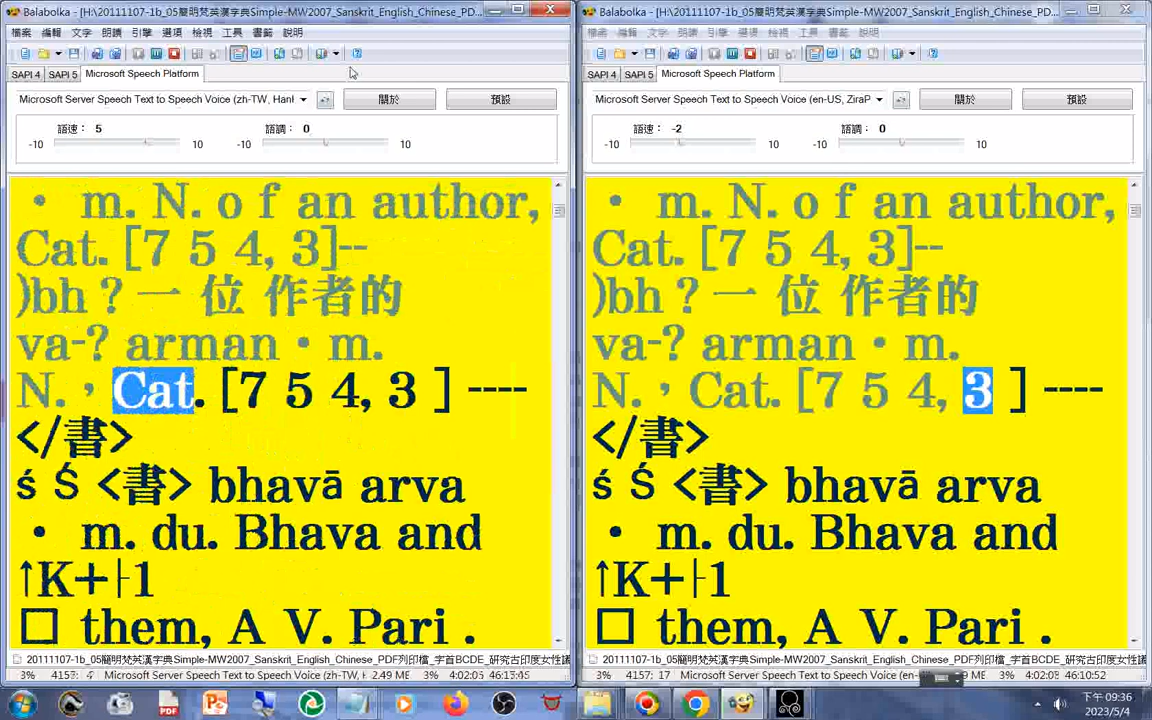 Balabolka - [H:\20111107-1b_05簡明梵英漢字典Simple-MW2007_Sanskrit_English_Chinese_PD...
檔案 編輯 文字 朗讀 引擎 選項 檢視 工具 書籤 說明
SAPI 4 SAPI 5 Microsoft Speech Platform
Microsoft Server Speech Text to Speech Voice (zh-TW, Hanl
關於 預設
語速： 5 語調： 0
-10 10 -10 10
• m. N. o f an author,
Cat. [7 5 4, 3]--
)bh ? 一 位 作者的
va-? arman • m.
N. , Cat. [7 5 4, 3 ] ----
</書>
ś Ś <書> bhavā arva
• m. du. Bhava and
↑K+├1
□ them, A V. Pari .
20111107-1b_05簡明梵英漢字典Simple-MW2007_Sanskrit_English_Chinese_PDF列印檔_字首BCDE_研究古印度女性議
3% 4157: Microsoft Server Speech Text to Speech Voice (zh-TW, H 2.49 MB 3% 4:02:05 46:13:45
Balabolka - [H:\20111107-1b_05簡明梵英漢字典Simple-MW2007_Sanskrit_English_Chinese_PD...
檔案 編輯 文字 朗讀 引擎 選項 檢視 工具 書籤 說明
SAPI 4 SAPI 5 Microsoft Speech Platform
Microsoft Server Speech Text to Speech Voice (en-US, ZiraP
關於 預設
語速： -2 語調： 0
-10 10 -10 10
• m. N. o f an author,
Cat. [7 5 4, 3]--
)bh ? 一 位 作者的
va-? arman • m.
N. , Cat. [7 5 4, 3 ] ----
</書>
ś Ś <書> bhavā arva
• m. du. Bhava and
↑K+├1
□ them, A V. Pari .
20111107-1b_05簡明梵英漢字典Simple-MW2007_Sanskrit_English_Chinese_PDF列印檔_字首BCDE_研究古印度女性議
3% 4157: 17 Microsoft Server Speech Text to Speech Voice (en-US, 9 MB 3% 4:02:05 46:10:52
PDF
下午 09:36
2023/5/4